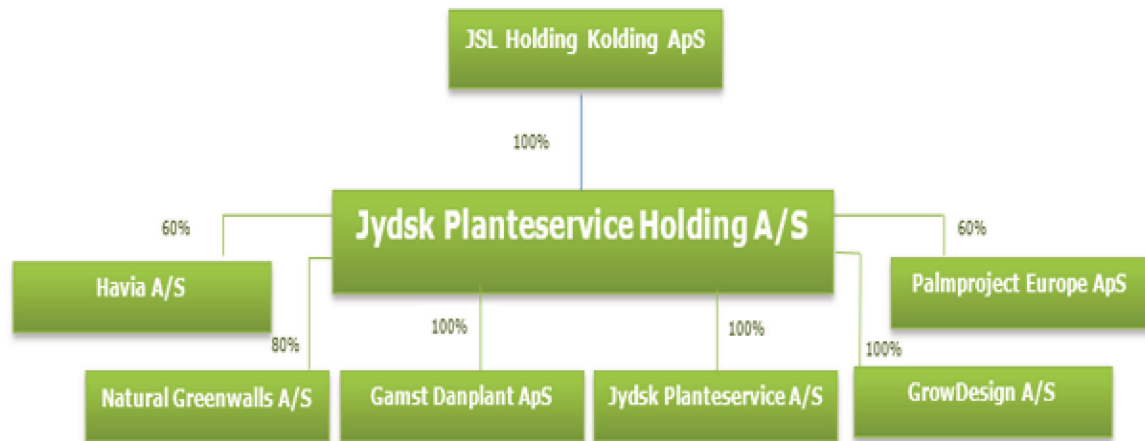 JSL Holding Kolding ApS
100%
Jydsk Planteservice Holding A/S
60%
60%
Havia A/S
Palmproject Europe ApS
80%
100%
100%
100%
Natural Greenwalls A/S
Gamst Danplant ApS
Jydsk Planteservice A/S
GrowDesign A/S